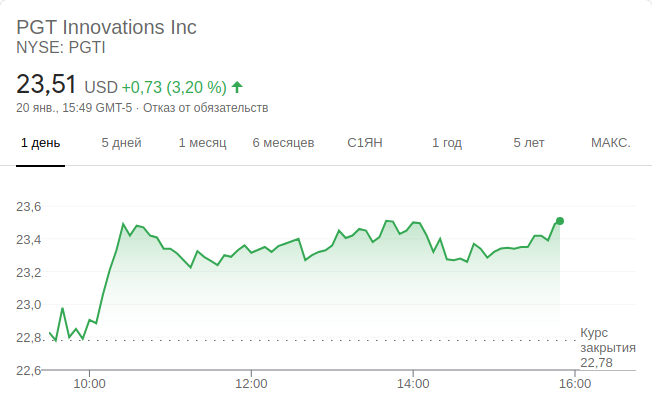 PGT Innovations Inc
NYSE: PGTI
23,51 USD +0,73 (3,20 %)
20 янв., 15:49 GMT-5 · Отказ от обязательств
1 день 5 дней 1 месяц 6 месяцев С1ЯН 1 год 5 лет МАКС.
23,6
23,4
23,2
23,0
22,8
22,6
Курс
закрытия
22,78
10:00 12:00 14:00 16:00